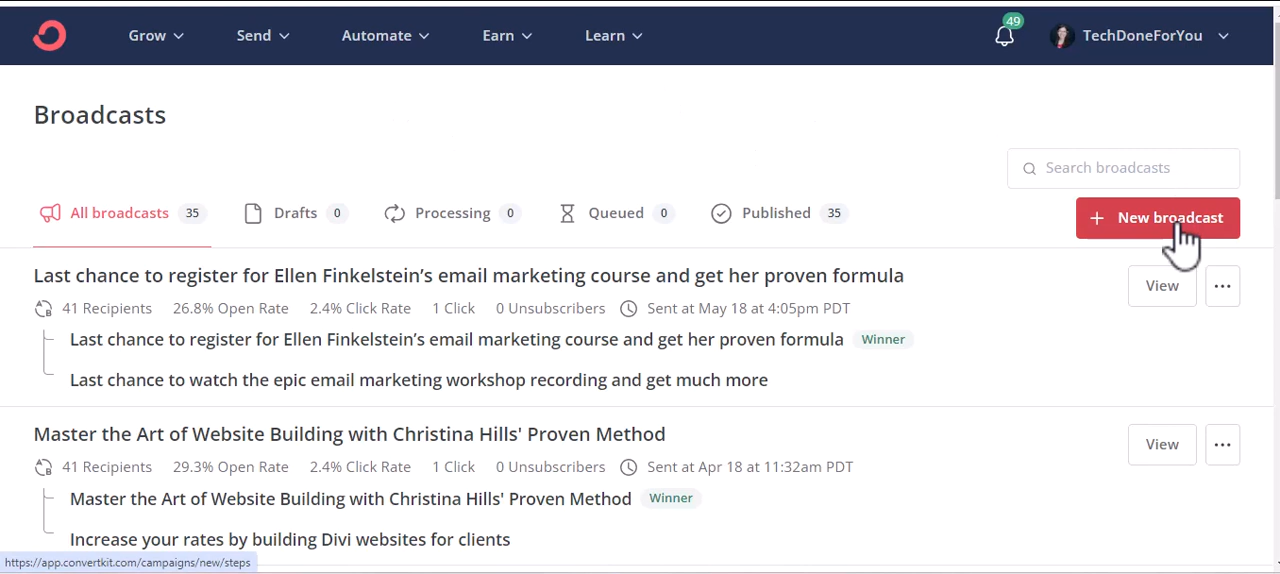 Grow Send Automate Earn Learn 49 TechDoneForYou
Broadcasts
Search broadcasts
All broadcasts 35 Drafts 0 Processing 0 Queued 0 Published 35 + New broadcast
Last chance to register for Ellen Finkelstein’s email marketing course and get her proven formula View ...
41 Recipients 26.8% Open Rate 2.4% Click Rate 1 Click 0 Unsubscribers Sent at May 18 at 4:05pm PDT
Last chance to register for Ellen Finkelstein’s email marketing course and get her proven formula Winner
Last chance to watch the epic email marketing workshop recording and get much more
Master the Art of Website Building with Christina Hills' Proven Method View ...
41 Recipients 29.3% Open Rate 2.4% Click Rate 1 Click 0 Unsubscribers Sent at Apr 18 at 11:32am PDT
Master the Art of Website Building with Christina Hills' Proven Method Winner
Increase your rates by building Divi websites for clients
https://app.convertkit.com/campaigns/new/steps